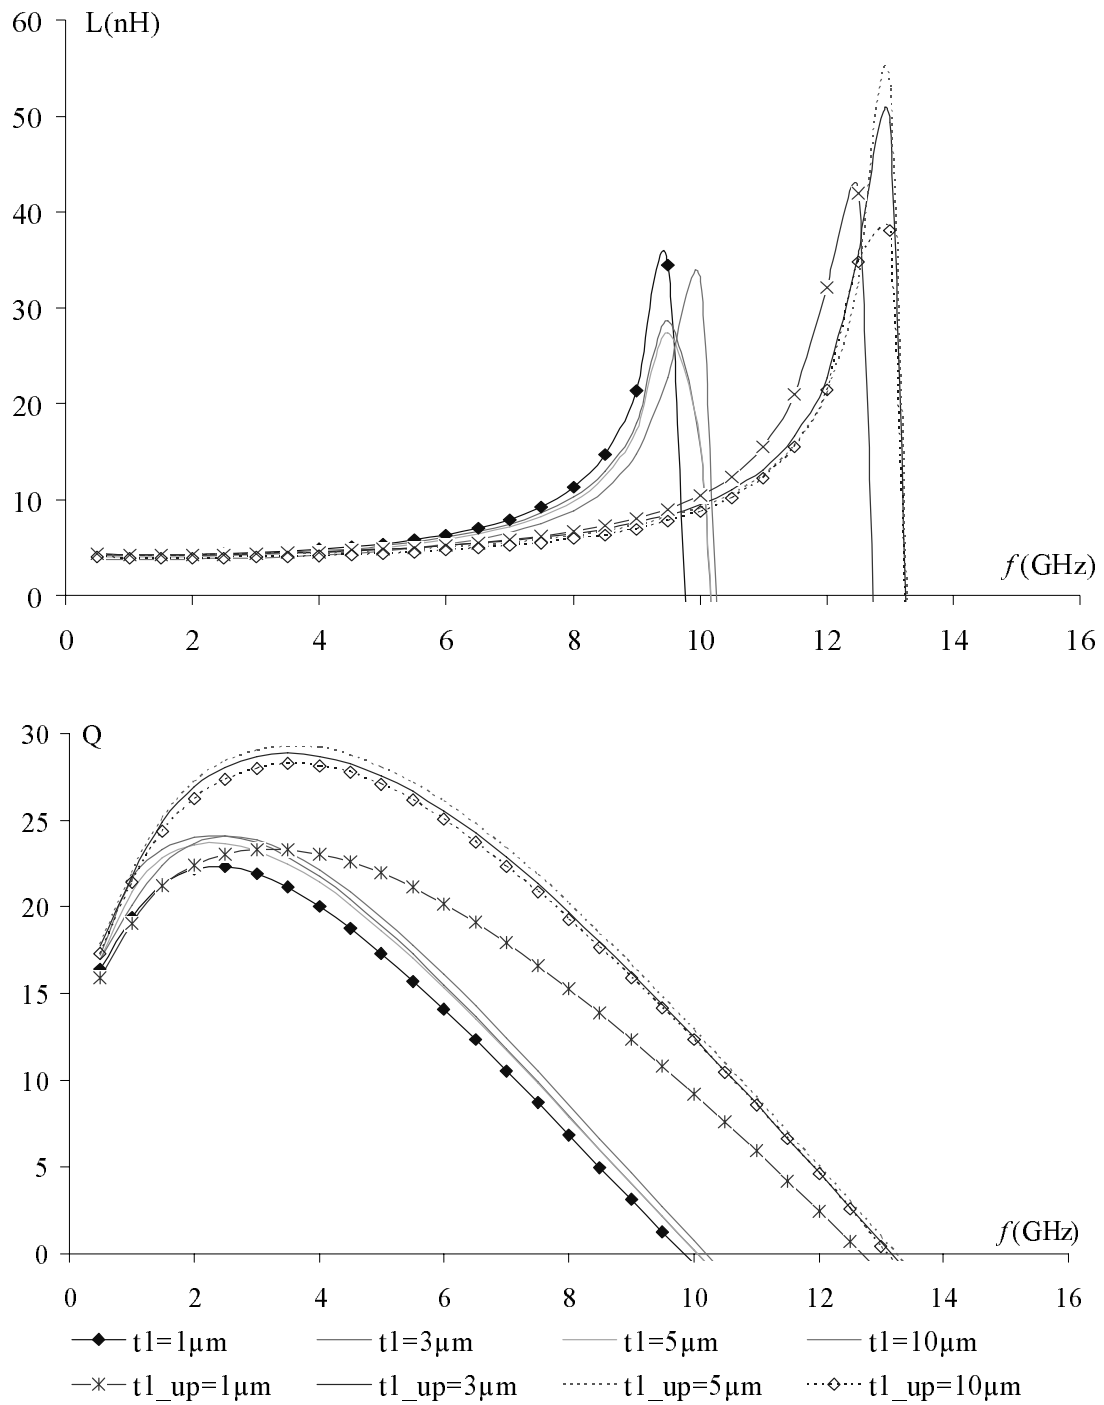 60 L(nH)
50
40
30
20
10
0 f(GHz)
0 2 4 6 8 10 12 14 16
30 Q
25
20
15
10
5
0 f(GHz)
0 2 4 6 8 10 12 14 16
t1=1µm t1=3µm t1=5µm t1=10µm
t1_up=1µm t1_up=3µm t1_up=5µm t1_up=10µm